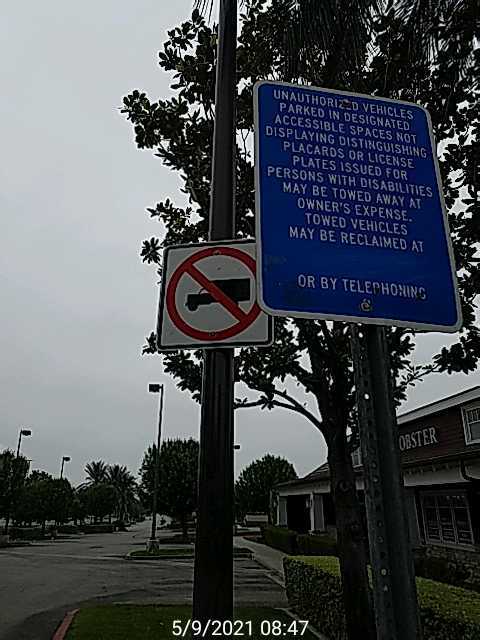 UNAUTHORIZED VEHICLES
PARKED IN DESIGNATED
ACCESSIBLE SPACES NOT
DISPLAYING DISTINGUISHING
PLACARDS OR LICENSE
PLATES ISSUED FOR
PERSONS WITH DISABILITIES
MAY BE TOWED AWAY AT
OWNER'S EXPENSE.
TOWED VEHICLES
MAY BE RECLAIMED AT
OR BY TELEPHONING
OBSTER
5/9/2021 08:47